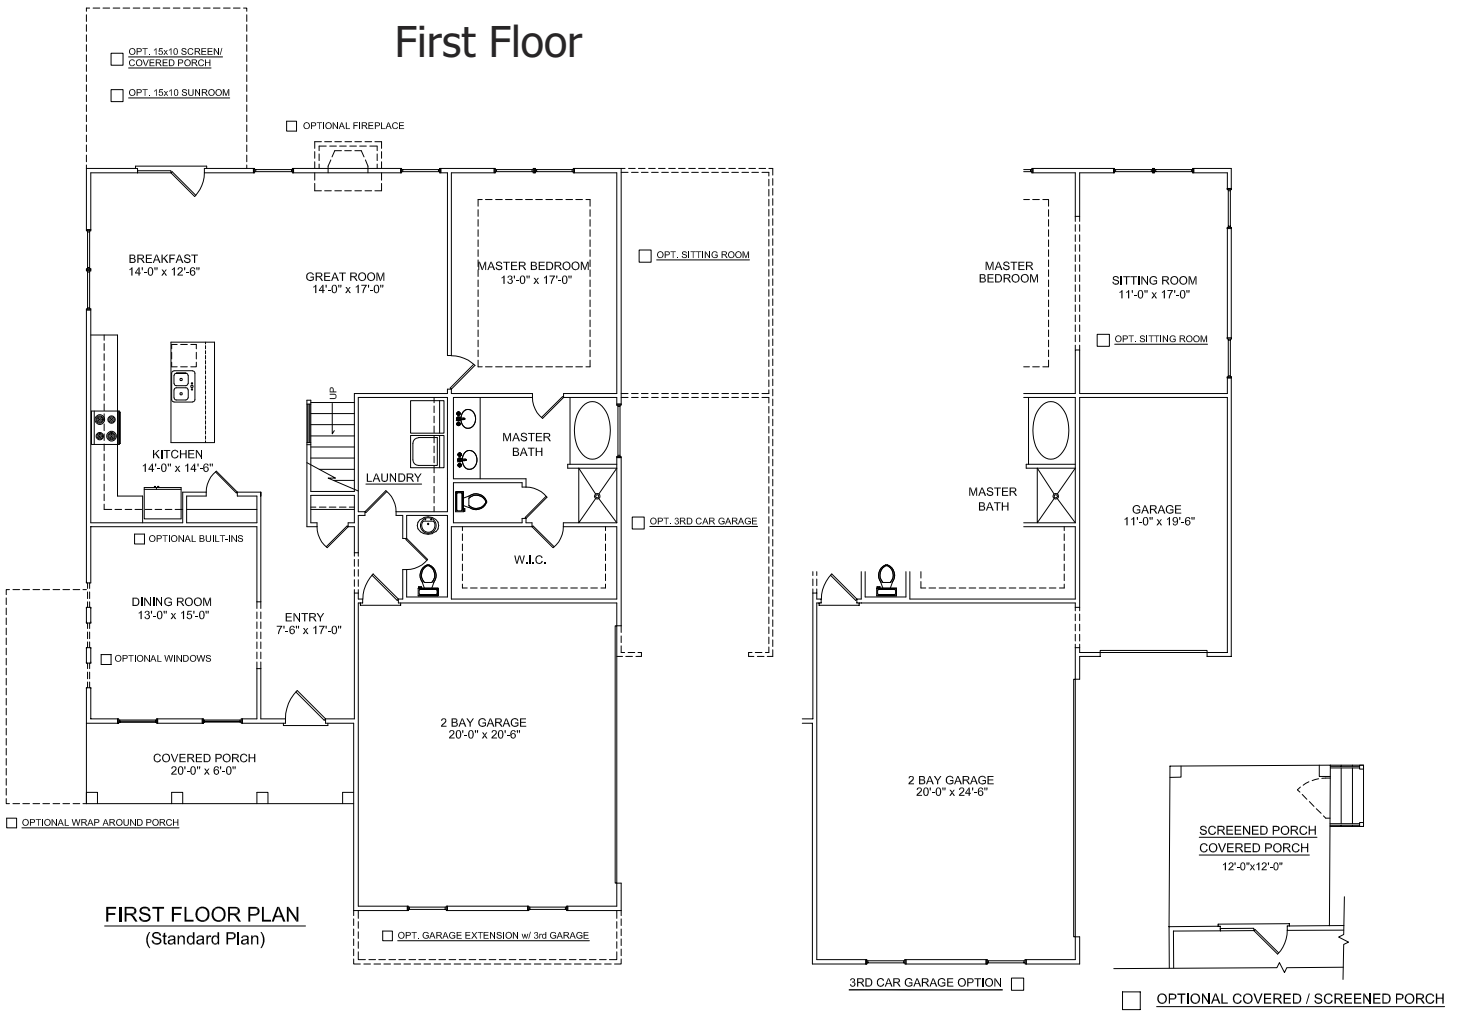 First Floor
OPT. 15x10 SCREEN/
COVERED PORCH
OPT. 15x10 SUNROOM
OPTIONAL FIREPLACE
BREAKFAST
14'-0" x 12'-6"
GREAT ROOM
14'-0" x 17'-0"
MASTER BEDROOM
13'-0" x 17'-0"
OPT. SITTING ROOM
UP
KITCHEN
14'-0" x 14'-6"
LAUNDRY
MASTER
BATH
OPT. 3RD CAR GARAGE
OPTIONAL BUILT-INS
W.I.C.
DINING ROOM
13'-0" x 15'-0"
ENTRY
7'-6" x 17'-0"
OPTIONAL WINDOWS
2 BAY GARAGE
20'-0" x 20'-6"
COVERED PORCH
20'-0" x 6'-0"
OPTIONAL WRAP AROUND PORCH
FIRST FLOOR PLAN
(Standard Plan)
OPT. GARAGE EXTENSION w/ 3rd GARAGE
MASTER
BEDROOM
SITTING ROOM
11'-0" x 17'-0"
OPT. SITTING ROOM
MASTER
BATH
GARAGE
11'-0" x 19'-6"
2 BAY GARAGE
20'-0" x 24'-6"
3RD CAR GARAGE OPTION
SCREENED PORCH
COVERED PORCH
12'-0"x12'-0"
OPTIONAL COVERED / SCREENED PORCH